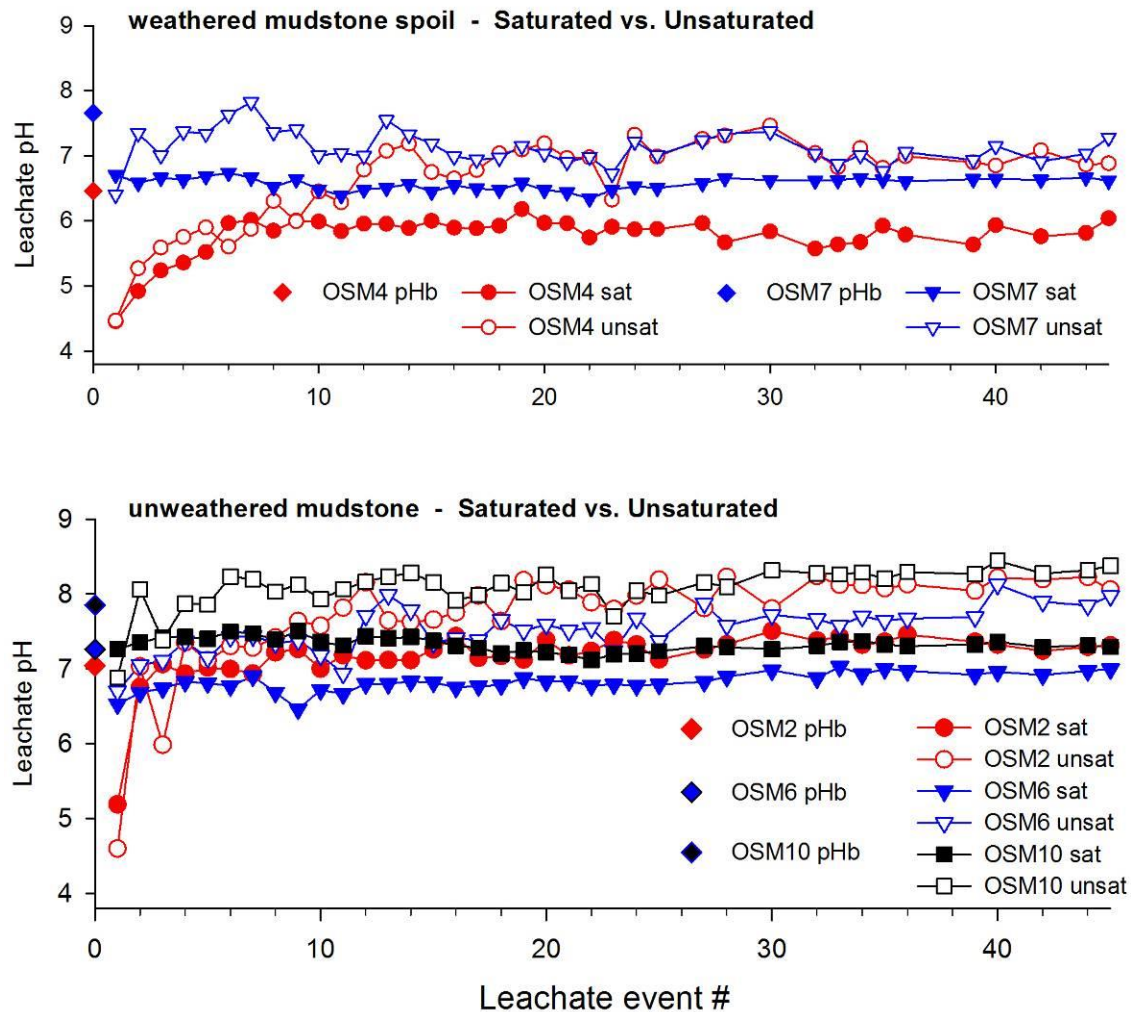 weathered mudstone spoil - Saturated vs. Unsaturated
9
8
7
6
5
4
Leachate pH
OSM4 pHb
OSM4 sat
OSM7 pHb
OSM7 sat
OSM4 unsat
OSM7 unsat
0
10
20
30
40
unweathered mudstone - Saturated vs. Unsaturated
9
8
7
6
5
4
Leachate pH
OSM2 pHb
OSM2 sat
OSM2 unsat
OSM6 pHb
OSM6 sat
OSM6 unsat
OSM10 pHb
OSM10 sat
OSM10 unsat
0
10
20
30
40
Leachate event #